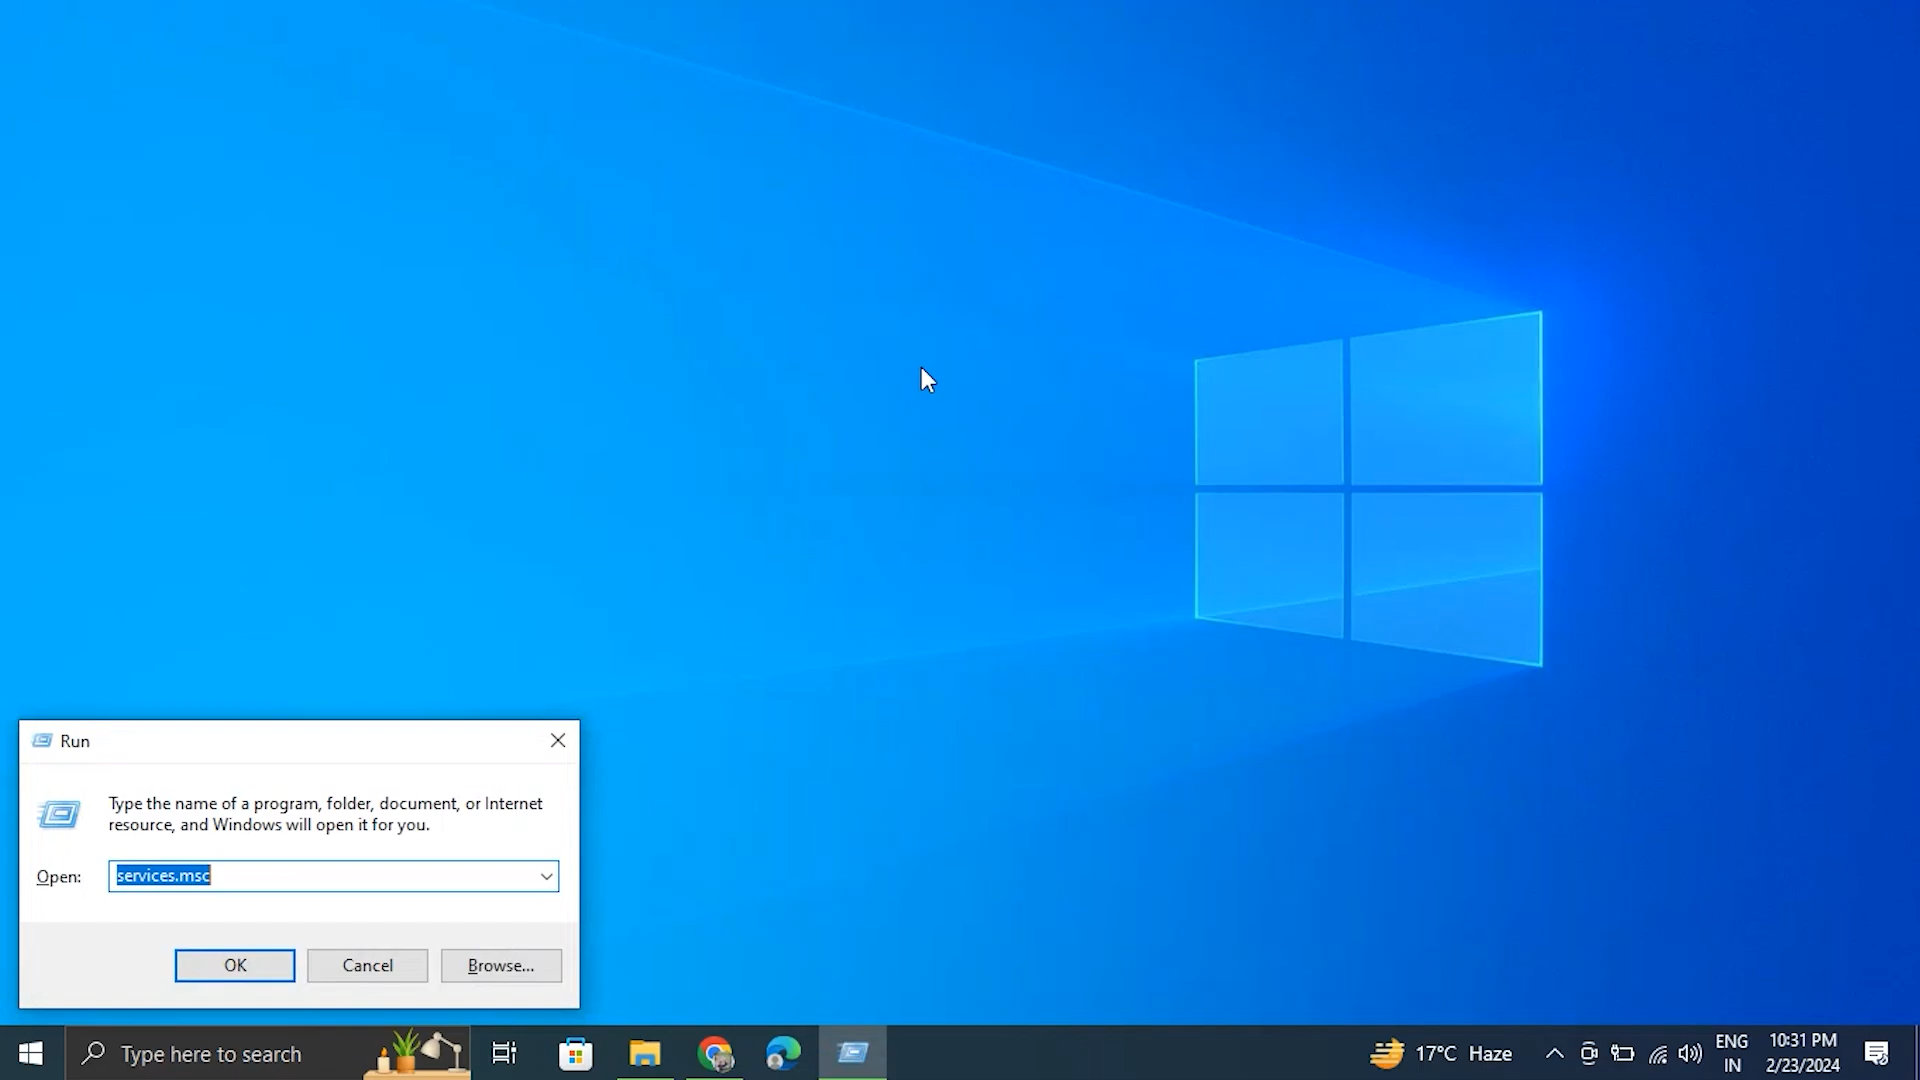 Run
Type the name of a program, folder, document, or Internet
resource, and Windows will open it for you.
Open:
services.msc
OK
Cancel
Browse...
Type here to search
17°C Haze
ENG
IN
10:31 PM
2/23/2024